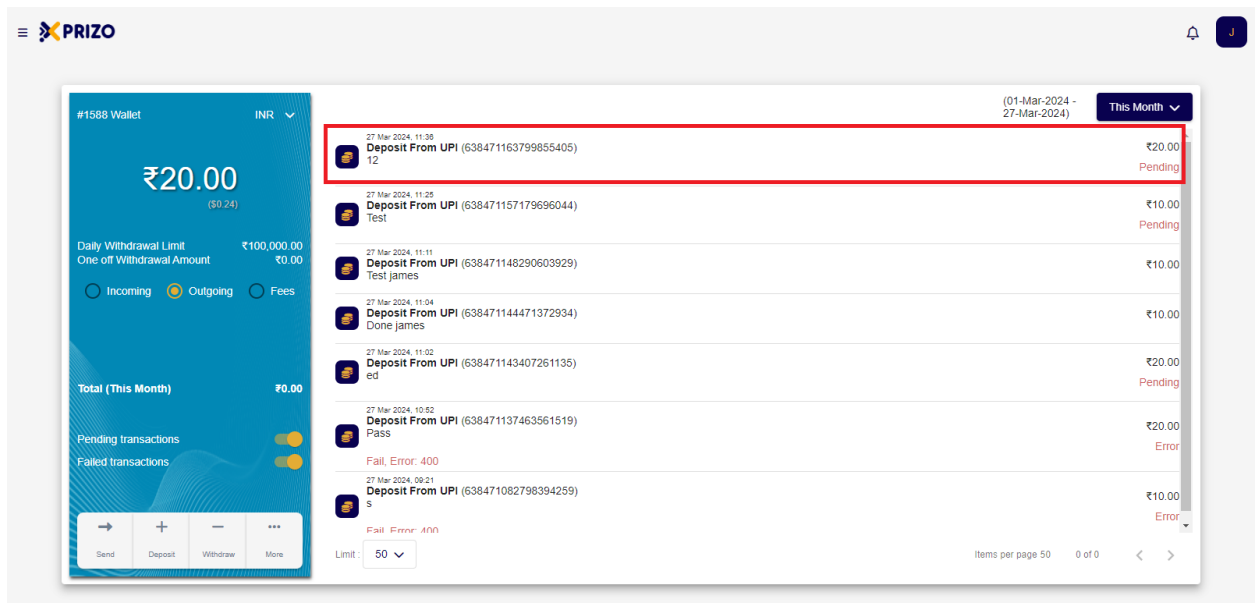 PRIZO
J
#1588 Wallet INR
₹20.00
($0.24)
Daily Withdrawal Limit ₹100,000.00
One off Withdrawal Amount ₹0.00
Incoming Outgoing Fees
Total (This Month) ₹0.00
Pending transactions
Failed transactions
Send Deposit Withdraw More
(01-Mar-2024 -
27-Mar-2024)
This Month
27 Mar 2024, 11:36
Deposit From UPI (638471163799855405) ₹20.00
12
Pending
27 Mar 2024, 11:25
Deposit From UPI (638471157179696044) ₹10.00
Test
Pending
27 Mar 2024, 11:11
Deposit From UPI (638471148290603929) ₹10.00
Test james
27 Mar 2024, 11:04
Deposit From UPI (638471144471372934) ₹10.00
Done james
27 Mar 2024, 11:02
Deposit From UPI (638471143407261135) ₹20.00
ed
Pending
27 Mar 2024, 10:52
Deposit From UPI (638471137463561519) ₹20.00
Pass
Error
Fail, Error: 400
27 Mar 2024, 09:21
Deposit From UPI (638471082798394259) ₹10.00
s
Error
Fail, Error: 400
Limit : 50
Items per page 50 0 of 0